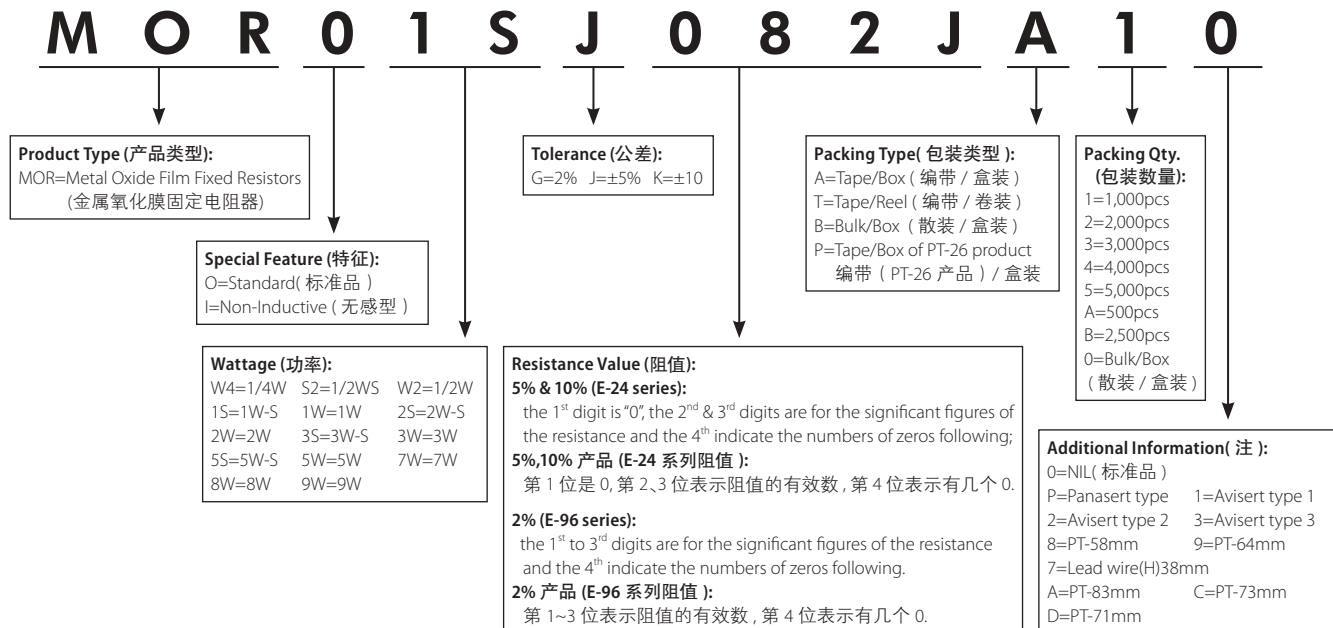 M O R 0 1 S J 0 8 2 J A 1 0
Product Type (产品类型):
MOR=Metal Oxide Film Fixed Resistors
(金属氧化膜固定电阻器)
Special Feature (特征):
O=Standard( 标准品 )
I=Non-Inductive ( 无感型 )
Wattage (功率):
W4=1/4W S2=1/2WS W2=1/2W
1S=1W-S 1W=1W 2S=2W-S
2W=2W 3S=3W-S 3W=3W
5S=5W-S 5W=5W 7W=7W
8W=8W 9W=9W
Tolerance (公差):
G=2% J=±5% K=±10
Resistance Value (阻值):
5% & 10% (E-24 series):
the 1st digit is "0", the 2nd & 3rd digits are for the significant figures of
the resistance and the 4th indicate the numbers of zeros following;
5%,10% 产品 (E-24 系列阻值 ):
第 1 位是 0, 第 2、3 位表示阻值的有效数 , 第 4 位表示有几个 0.
2% (E-96 series):
the 1st to 3rd digits are for the significant figures of the resistance
and the 4th indicate the numbers of zeros following.
2% 产品 (E-96 系列阻值 ):
第 1~3 位表示阻值的有效数 , 第 4 位表示有几个 0.
Packing Type( 包装类型 ):
A=Tape/Box ( 编带 / 盒装 )
T=Tape/Reel ( 编带 / 卷装 )
B=Bulk/Box ( 散装 / 盒装 )
P=Tape/Box of PT-26 product
编带 ( PT-26 产品 ) / 盒装
Packing Qty.
(包装数量):
1=1,000pcs
2=2,000pcs
3=3,000pcs
4=4,000pcs
5=5,000pcs
A=500pcs
B=2,500pcs
0=Bulk/Box
( 散装 / 盒装 )
Additional Information( 注 ):
0=NIL( 标准品 )
P=Panasert type 1=Avisert type 1
2=Avisert type 2 3=Avisert type 3
8=PT-58mm 9=PT-64mm
7=Lead wire(H)38mm
A=PT-83mm C=PT-73mm
D=PT-71mm